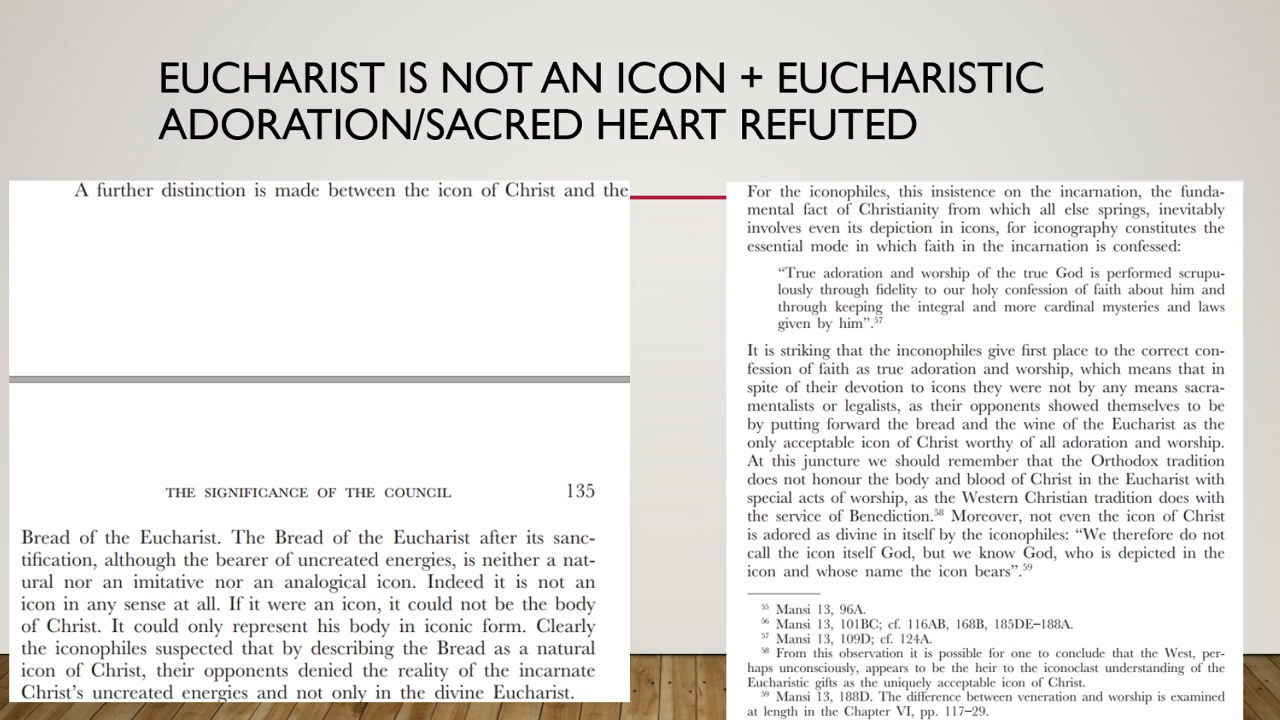 EUCHARIST IS NOT AN ICON + EUCHARISTIC
ADORATION/SACRED HEART REFUTED
A further distinction is made between the icon of Christ and the
THE SIGNIFICANCE OF THE COUNCIL 135
Bread of the Eucharist. The Bread of the Eucharist after its sanc-
tification, although the bearer of uncreated energies, is neither a nat-
ural nor an imitative nor an analogical icon. Indeed it is not an
icon in any sense at all. If it were an icon, it could not be the body
of Christ. It could only represent his body in iconic form. Clearly
the iconophiles suspected that by describing the Bread as a natural
icon of Christ, their opponents denied the reality of the incarnate
Christ's uncreated energies and not only in the divine Eucharist.
For the iconophiles, this insistence on the incarnation, the funda-
mental fact of Christianity from which all else springs, inevitably
involves even its depiction in icons, for iconography constitutes the
essential mode in which faith in the incarnation is confessed:
“True adoration and worship of the true God is performed scrupu-
lously through fidelity to our holy confession of faith about him and
through keeping the integral and more cardinal mysteries and laws
given by him”.57
It is striking that the inconophiles give first place to the correct con-
fession of faith as true adoration and worship, which means that in
spite of their devotion to icons they were not by any means sacra-
mentalists or legalists, as their opponents showed themselves to be
by putting forward the bread and the wine of the Eucharist as the
only acceptable icon of Christ worthy of all adoration and worship.
At this juncture we should remember that the Orthodox tradition
does not honour the body and blood of Christ in the Eucharist with
special acts of worship, as the Western Christian tradition does with
the service of Benediction.58 Moreover, not even the icon of Christ
is adored as divine in itself by the iconophiles: “We therefore do not
call the icon itself God, but we know God, who is depicted in the
icon and whose name the icon bears”.59
55 Mansi 13, 96A.
56 Mansi 13, 101BC; cf. 116AB, 168B, 185DE–188A.
57 Mansi 13, 109D; cf. 124A.
58 From this observation it is possible for one to conclude that the West, per-
haps unconsciously, appears to be the heir to the iconoclast understanding of the
Eucharistic gifts as the uniquely acceptable icon of Christ.
59 Mansi 13, 188D. The difference between veneration and worship is examined
at length in the Chapter VI, pp. 117–29.